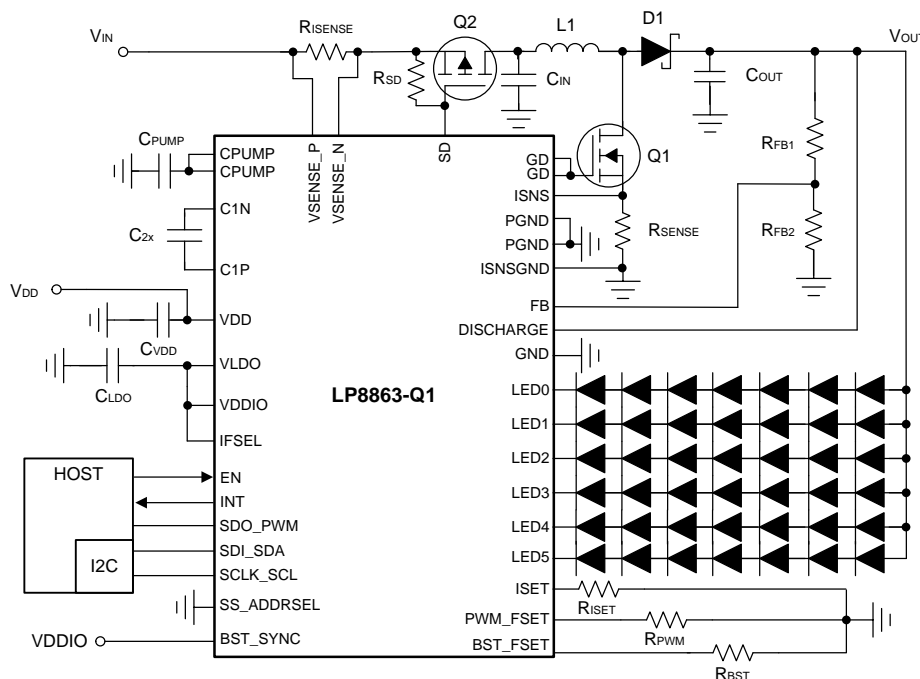 VIN
RISENSE
Q2
L1
D1
VOUT
RSD
CIN
COUT
CPUMP
CPUMP
CPUMP
VSENSE_P
VSENSE_N
SD
GD
GD
Q1
RFB1
ISNS
C1N
C2x
C1P
PGND
PGND
RSENSE
RFB2
ISNSGND
VDD
FB
VDD
CVDD
DISCHARGE
GND
VLDO
CLDO
LP8863-Q1
LED0
VDDIO
LED1
IFSEL
LED2
HOST
EN
INT
LED3
SDO_PWM
LED4
I2C
SDI_SDA
LED5
SCLK_SCL
ISET
RISET
SS_ADDRSEL
PWM_FSET
RPWM
VDDIO
BST_SYNC
BST_FSET
RBST